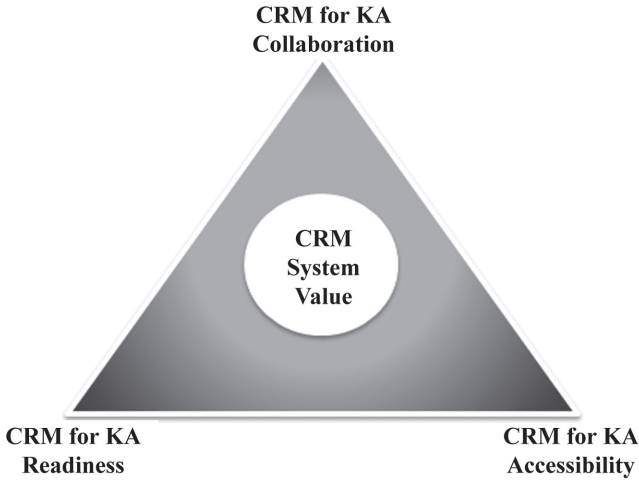 CRM for KA
Collaboration
CRM
System
Value
CRM for KA
Readiness
CRM for KA
Accessibility